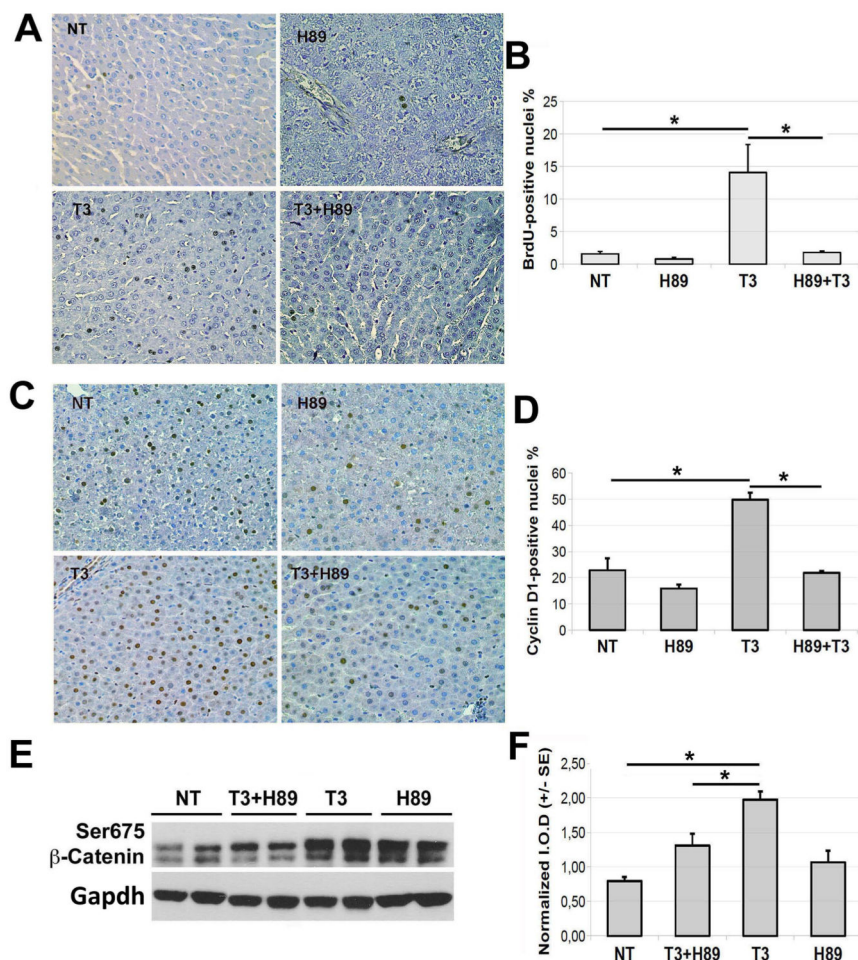 A
NT
H89
T3
T3+H89
B
BrdU-positive nuclei %
25
20
15
10
5
0
*
*
NT H89 T3 H89+T3
C
NT
H89
T3
T3+H89
D
Cyclin D1-positive nuclei %
60
50
40
30
20
10
0
*
*
NT H89 T3 H89+T3
E
NT T3+H89 T3 H89
Ser675
β-Catenin
Gapdh
F
Normalized I.O.D (+/- SE)
2,50
2,00
1,50
1,00
0,50
0,00
*
*
NT T3+H89 T3 H89